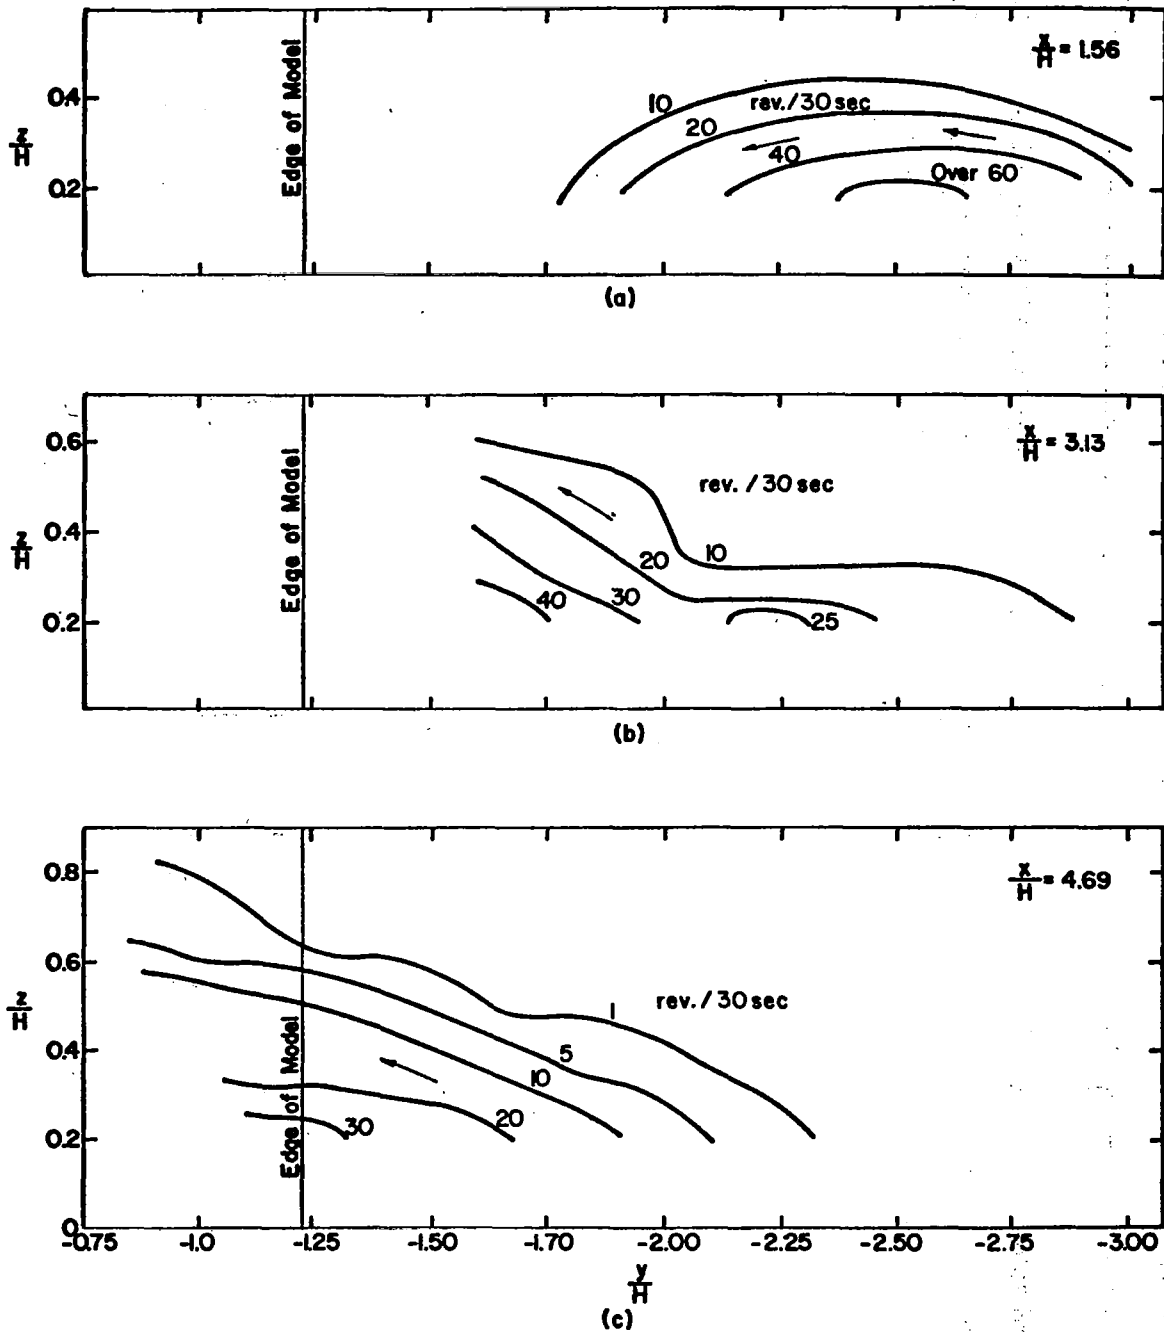 x/H = 1.56
Edge of Model
z/H
0.4
0.2
10
rev./30 sec
20
40
Over 60
(a)
x/H = 3.13
Edge of Model
z/H
0.6
0.4
0.2
rev. / 30 sec
20
10
40
30
25
(b)
x/H = 4.69
Edge of Model
z/H
0.8
0.6
0.4
0.2
0
1
rev./30 sec
5
10
20
30
-0.75 -1.0 -1.25 -1.50 -1.70 -2.00 -2.25 -2.50 -2.75 -3.00
y/H
(c)